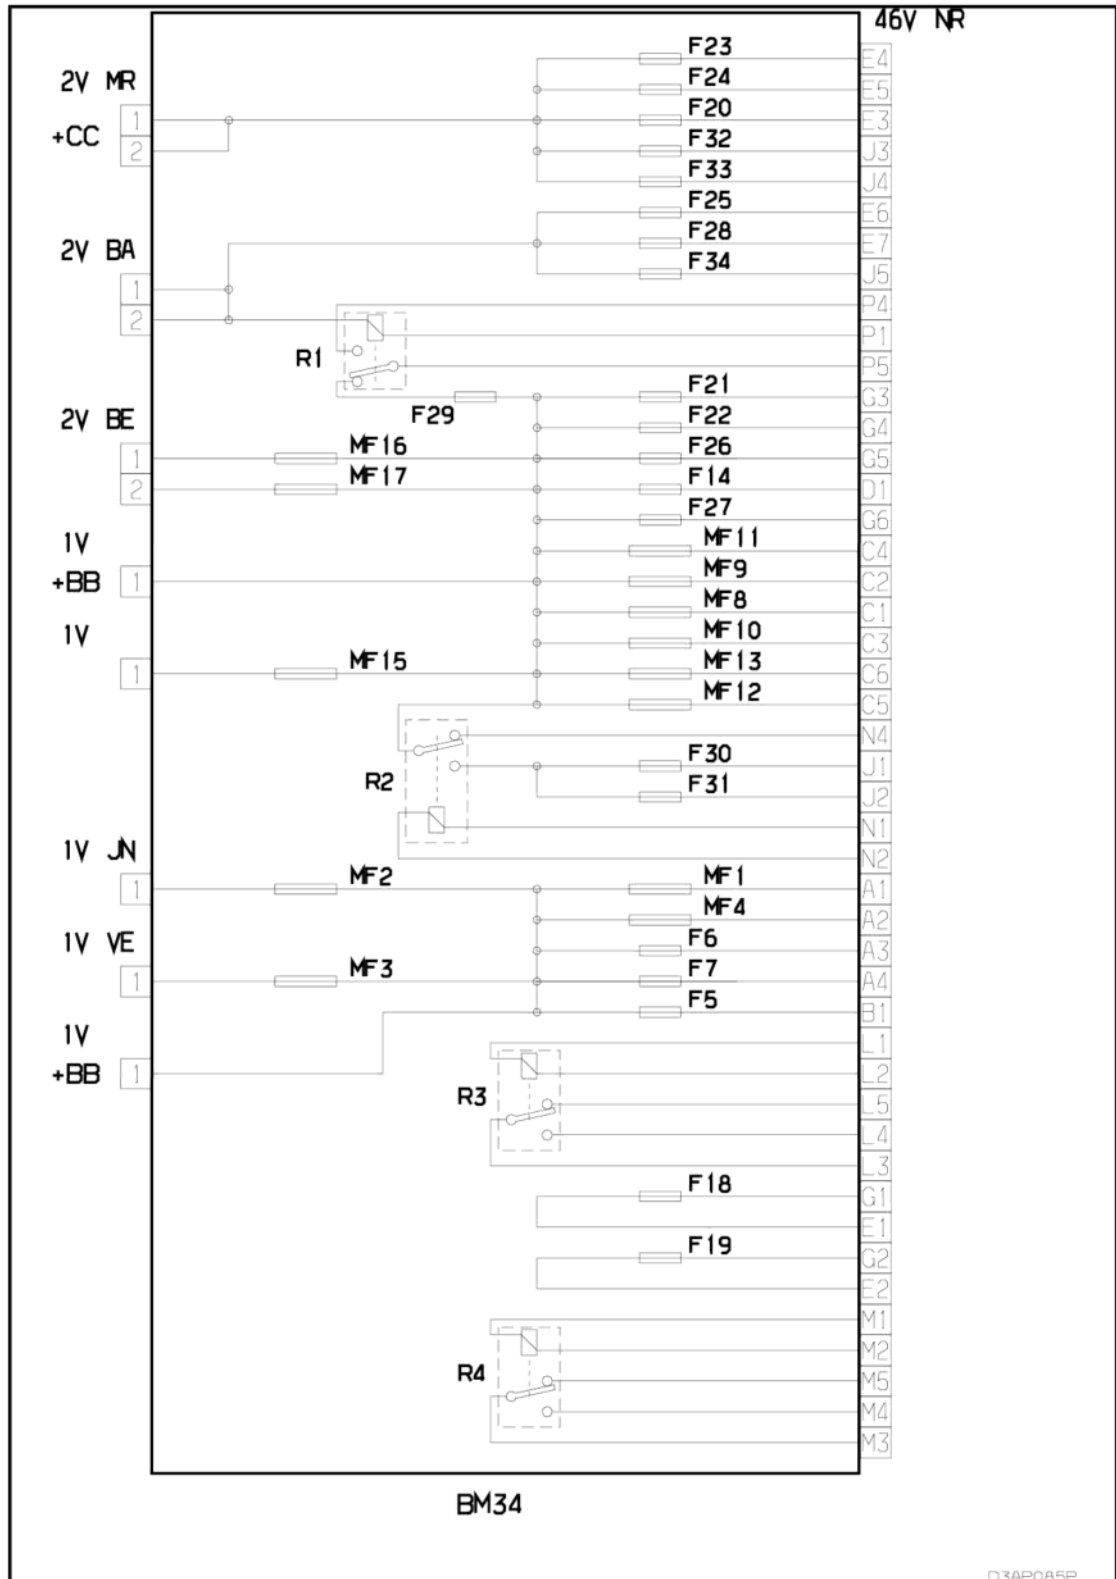 46V NR
F23
E4
2V MR
F24
E5
1
F20
E3
+CC
2
F32
J3
F33
J4
F25
E6
2V BA
F28
E7
F34
J5
1
P4
2
P1
R1
P5
F21
G3
2V BE
F29
F22
G4
1
MF16
F26
G5
2
MF17
F14
D1
F27
G6
1V
MF11
C4
+BB
1
MF9
C2
MF8
C1
1V
MF10
C3
1
MF15
MF13
C6
MF12
C5
N4
R2
F30
J1
F31
J2
N1
1V JN
N2
1
MF2
MF1
A1
MF4
A2
1V VE
F6
A3
1
MF3
F7
A4
F5
B1
1V
L1
+BB
1
L2
R3
L5
L4
L3
F18
G1
E1
F19
G2
E2
M1
M2
R4
M5
M4
M3
BM34
D3AP085P